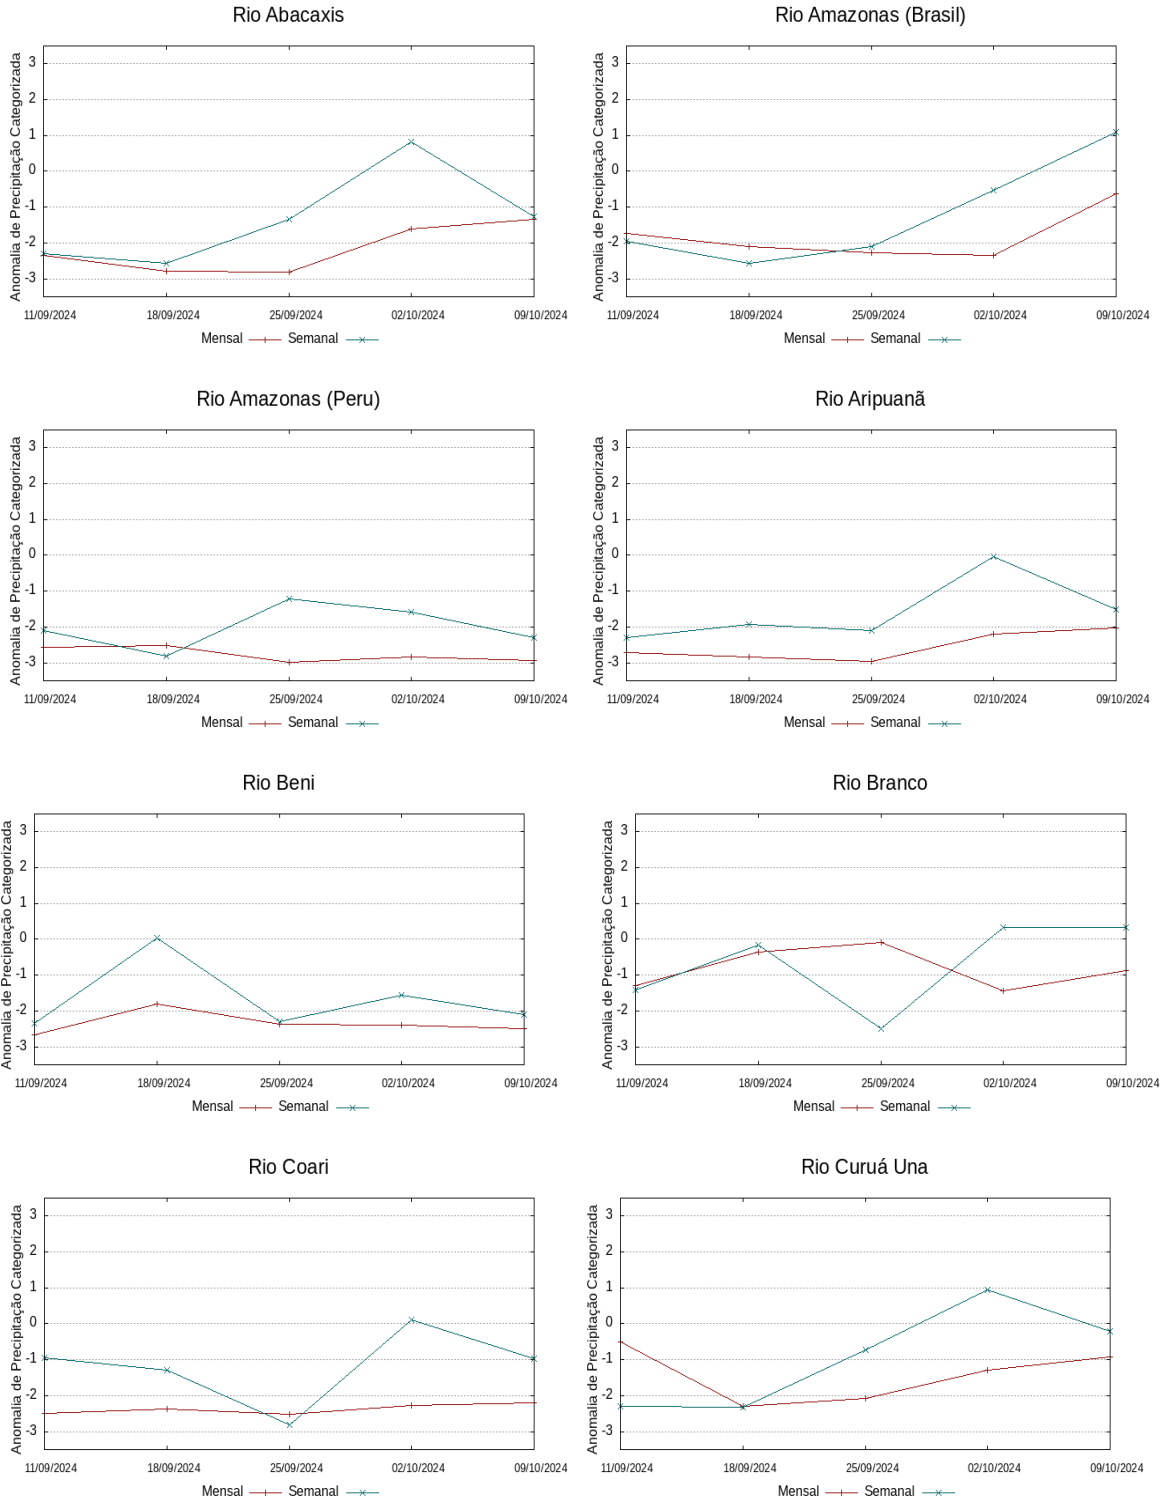 Rio Abacaxis
Anomalia de Precipitação Categorizada
3
2
1
0
-1
-2
-3
11/09/2024 18/09/2024 25/09/2024 02/10/2024 09/10/2024
Mensal Semanal
Rio Amazonas (Brasil)
Anomalia de Precipitação Categorizada
3
2
1
0
-1
-2
-3
11/09/2024 18/09/2024 25/09/2024 02/10/2024 09/10/2024
Mensal Semanal
Rio Amazonas (Peru)
Anomalia de Precipitação Categorizada
3
2
1
0
-1
-2
-3
11/09/2024 18/09/2024 25/09/2024 02/10/2024 09/10/2024
Mensal Semanal
Rio Aripuanã
Anomalia de Precipitação Categorizada
3
2
1
0
-1
-2
-3
11/09/2024 18/09/2024 25/09/2024 02/10/2024 09/10/2024
Mensal Semanal
Rio Beni
Anomalia de Precipitação Categorizada
3
2
1
0
-1
-2
-3
11/09/2024 18/09/2024 25/09/2024 02/10/2024 09/10/2024
Mensal Semanal
Rio Branco
Anomalia de Precipitação Categorizada
3
2
1
0
-1
-2
-3
11/09/2024 18/09/2024 25/09/2024 02/10/2024 09/10/2024
Mensal Semanal
Rio Coari
Anomalia de Precipitação Categorizada
3
2
1
0
-1
-2
-3
11/09/2024 18/09/2024 25/09/2024 02/10/2024 09/10/2024
Mensal Semanal
Rio Curuá Una
Anomalia de Precipitação Categorizada
3
2
1
0
-1
-2
-3
11/09/2024 18/09/2024 25/09/2024 02/10/2024 09/10/2024
Mensal Semanal